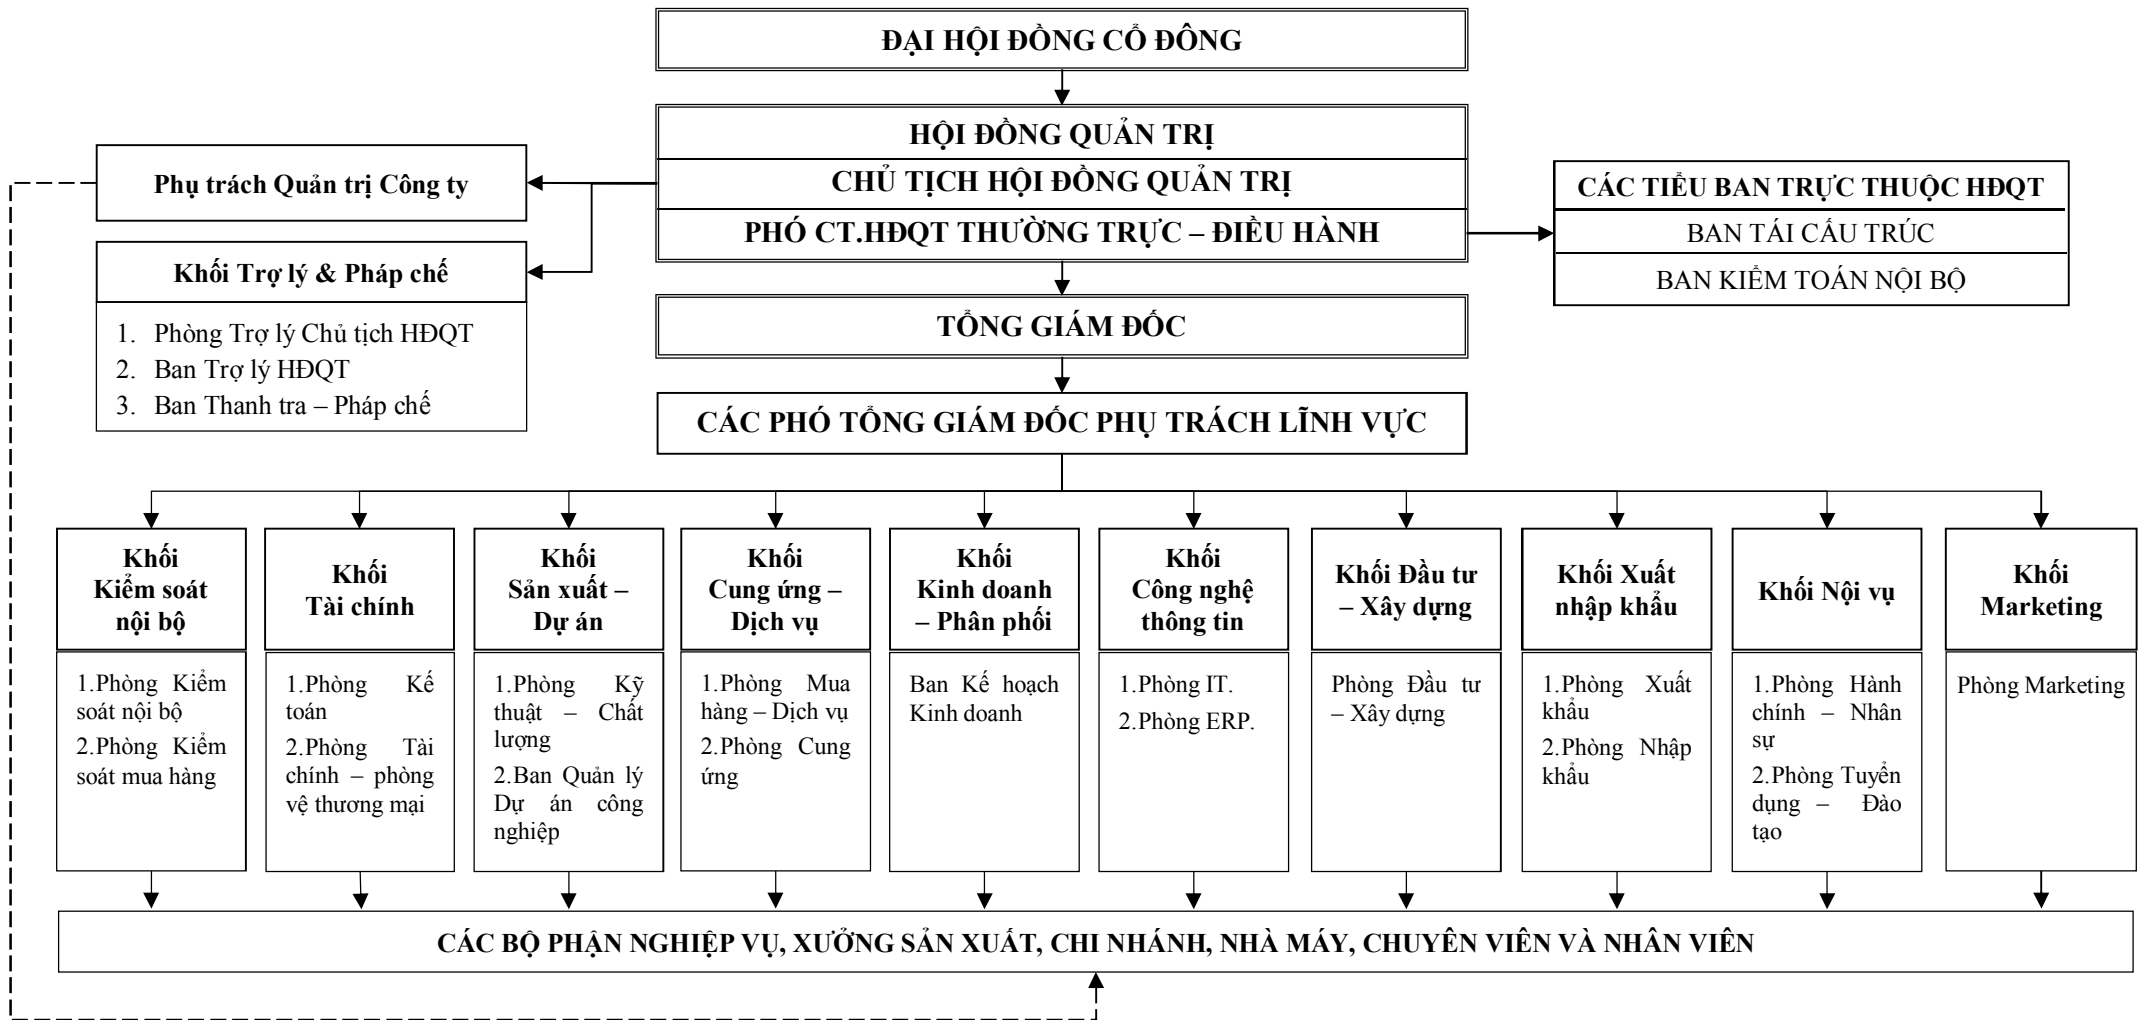 ĐẠI HỘI ĐỒNG CỔ ĐÔNG
HỘI ĐỒNG QUẢN TRỊ
CHỦ TỊCH HỘI ĐỒNG QUẢN TRỊ
PHÓ CT.HĐQT THƯỜNG TRỰC – ĐIỀU HÀNH
Phụ trách Quản trị Công ty
Khối Trợ lý & Pháp chế
1. Phòng Trợ lý Chủ tịch HĐQT
2. Ban Trợ lý HĐQT
3. Ban Thanh tra – Pháp chế
CÁC TIỂU BAN TRỰC THUỘC HĐQT
BAN TÁI CẤU TRÚC
BAN KIỂM TOÁN NỘI BỘ
TỔNG GIÁM ĐỐC
CÁC PHÓ TỔNG GIÁM ĐỐC PHỤ TRÁCH LĨNH VỰC
Khối
Kiểm soát
nội bộ
1.Phòng Kiểm
soát nội bộ
2.Phòng Kiểm
soát mua hàng
Khối
Tài chính
1.Phòng Kế
toán
2.Phòng Tài
chính – phòng
vệ thương mại
Khối
Sản xuất –
Dự án
1.Phòng Kỹ
thuật – Chất
lượng
2.Ban Quản lý
Dự án công
nghiệp
Khối
Cung ứng –
Dịch vụ
1.Phòng Mua
hàng – Dịch vụ
2.Phòng Cung
ứng
Khối
Kinh doanh
– Phân phối
Ban Kế hoạch
Kinh doanh
Khối
Công nghệ
thông tin
1.Phòng IT.
2.Phòng ERP.
Khối Đầu tư
– Xây dựng
Phòng Đầu tư
– Xây dựng
Khối Xuất
nhập khẩu
1.Phòng Xuất
khẩu
2.Phòng Nhập
khẩu
Khối Nội vụ
1.Phòng Hành
chính – Nhân
sự
2.Phòng Tuyển
dụng – Đào
tạo
Khối
Marketing
Phòng Marketing
CÁC BỘ PHẬN NGHIỆP VỤ, XƯỞNG SẢN XUẤT, CHI NHÁNH, NHÀ MÁY, CHUYÊN VIÊN VÀ NHÂN VIÊN